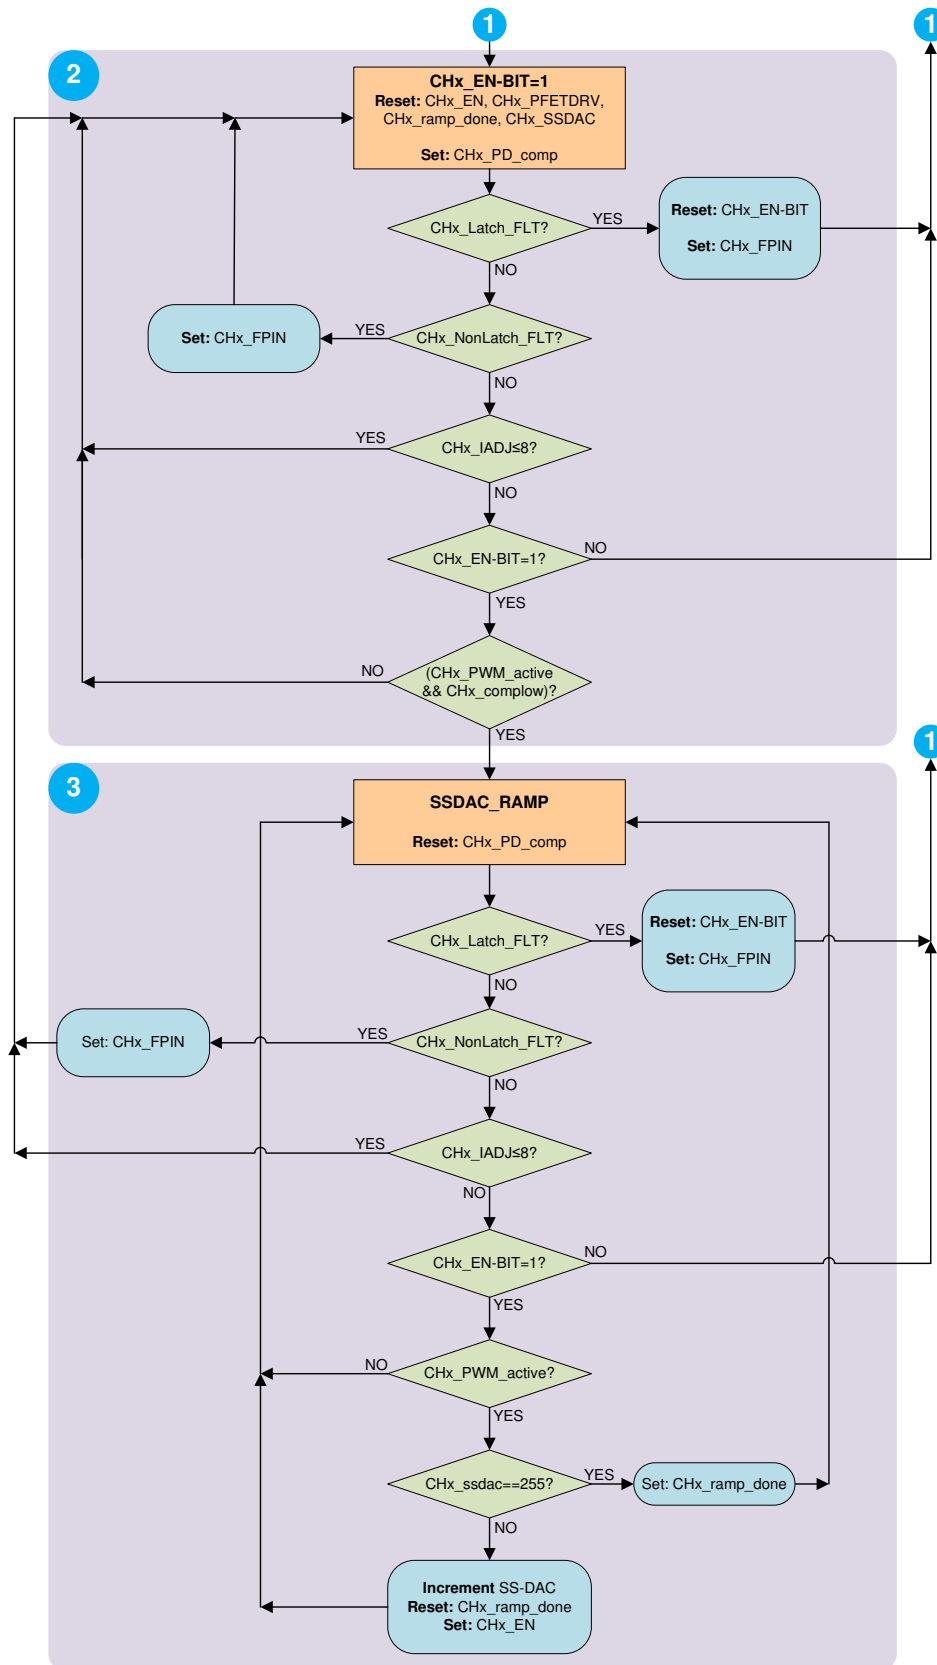 1
1
2
CHx_EN-BIT=1
Reset: CHx_EN, CHx_PFETDRV,
CHx_ramp_done, CHx_SSDAC
Set: CHx_PD_comp
CHx_Latch_FLT?
YES
Reset: CHx_EN-BIT
Set: CHx_FPIN
NO
CHx_NonLatch_FLT?
YES
Set: CHx_FPIN
NO
CHx_IADJ≤8?
YES
NO
CHx_EN-BIT=1?
NO
YES
(CHx_PWM_active
&& CHx_complow)?
NO
YES
1
3
SSDAC_RAMP
Reset: CHx_PD_comp
CHx_Latch_FLT?
YES
Reset: CHx_EN-BIT
Set: CHx_FPIN
NO
CHx_NonLatch_FLT?
YES
Set: CHx_FPIN
NO
CHx_IADJ≤8?
YES
NO
CHx_EN-BIT=1?
NO
YES
CHx_PWM_active?
NO
YES
CHx_ssdac==255?
YES
Set: CHx_ramp_done
NO
Increment SS-DAC
Reset: CHx_ramp_done
Set: CHx_EN